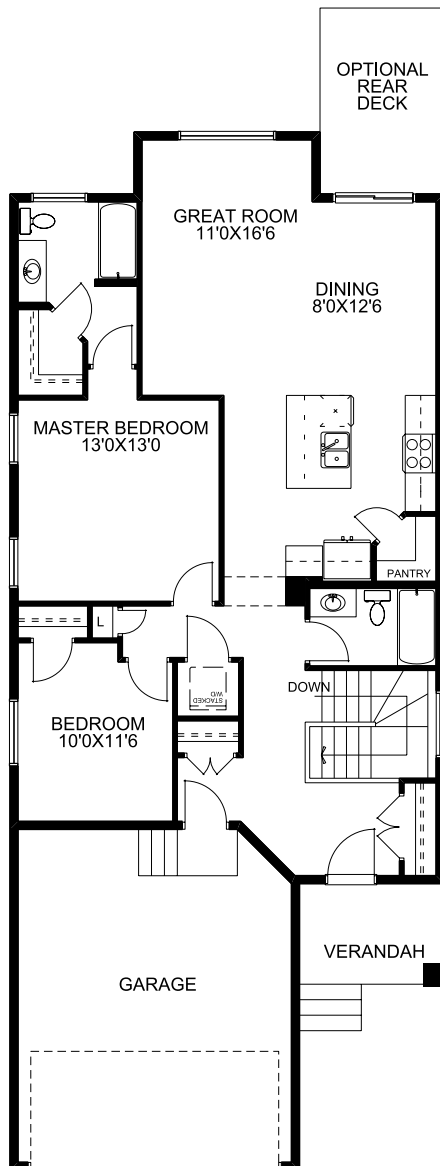 OPTIONAL
REAR
DECK
GREAT ROOM
11'0X16'6
DINING
8'0X12'6
MASTER BEDROOM
13'0X13'0
PANTRY
L
STACKED
W/D
DOWN
BEDROOM
10'0X11'6
VERANDAH
GARAGE